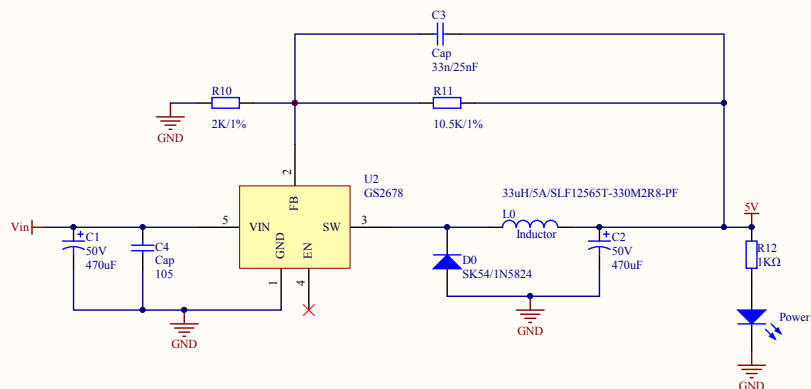 C3
Cap
33n/25nF
R10
2K/1%
R11
10.5K/1%
GND
2
U2
GS2678
FB
33uH/5A/SLF12565T-330M2R8-PF
L0
Inductor
Vin
C1
50V
470uF
C4
Cap
105
5
VIN
SW
3
GND
EN
1
4
D0
SK54/1N5824
C2
50V
470uF
5V
R12
1KΩ
Power
GND
GND
GND